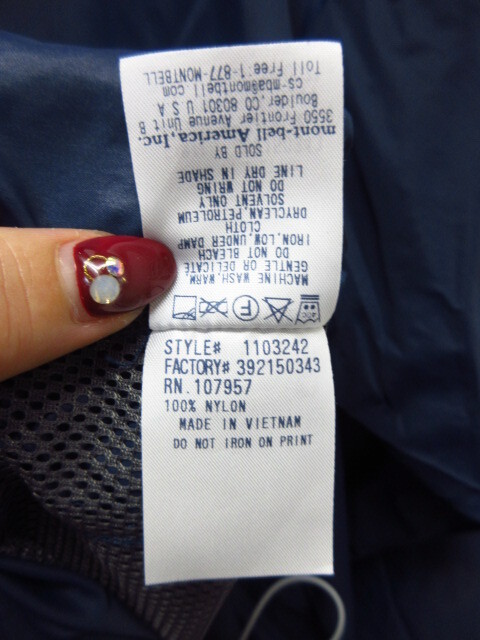 MACHINE WASH,WARM,
GENTLE OR DELICATE
DO NOT BLEACH
IRON,LOW,UNDER DAMP
CLOTH
DRYCLEAN,PETROLEUM
SOLVENT ONLY
DO NOT WRING
LINE DRY IN SHADE
SOLD BY
mont-bell America,Inc.
3550 Frontier Avenue Unit B
Boulder,CO 80301 U S A
cs-mba@montbell.com
Toll Free:1-877-MONTBELL
STYLE# 1103242
FACTORY# 392150343
RN.107957
100% NYLON
MADE IN VIETNAM
DO NOT IRON ON PRINT